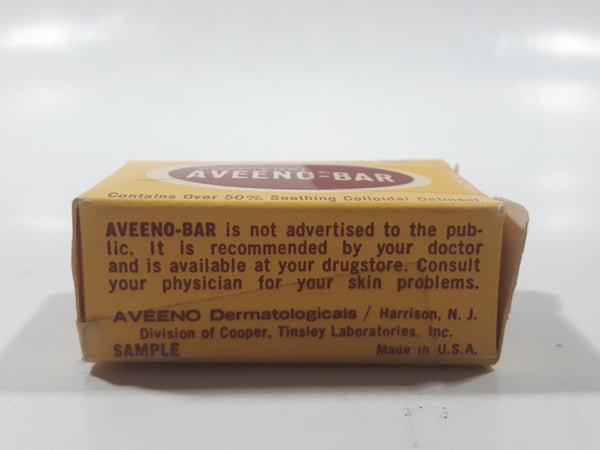 AVEENO-BAR
Contains Over 50% Soothing Colloidal Oatmeal
AVEENO-BAR is not advertised to the pub-
lic. It is recommended by your doctor
and is available at your drugstore. Consult
your physician for your skin problems.
AVEENO Dermatologicals / Harrison, N. J.
Division of Cooper, Tinsley Laboratories, Inc.
SAMPLE Made in U.S.A.